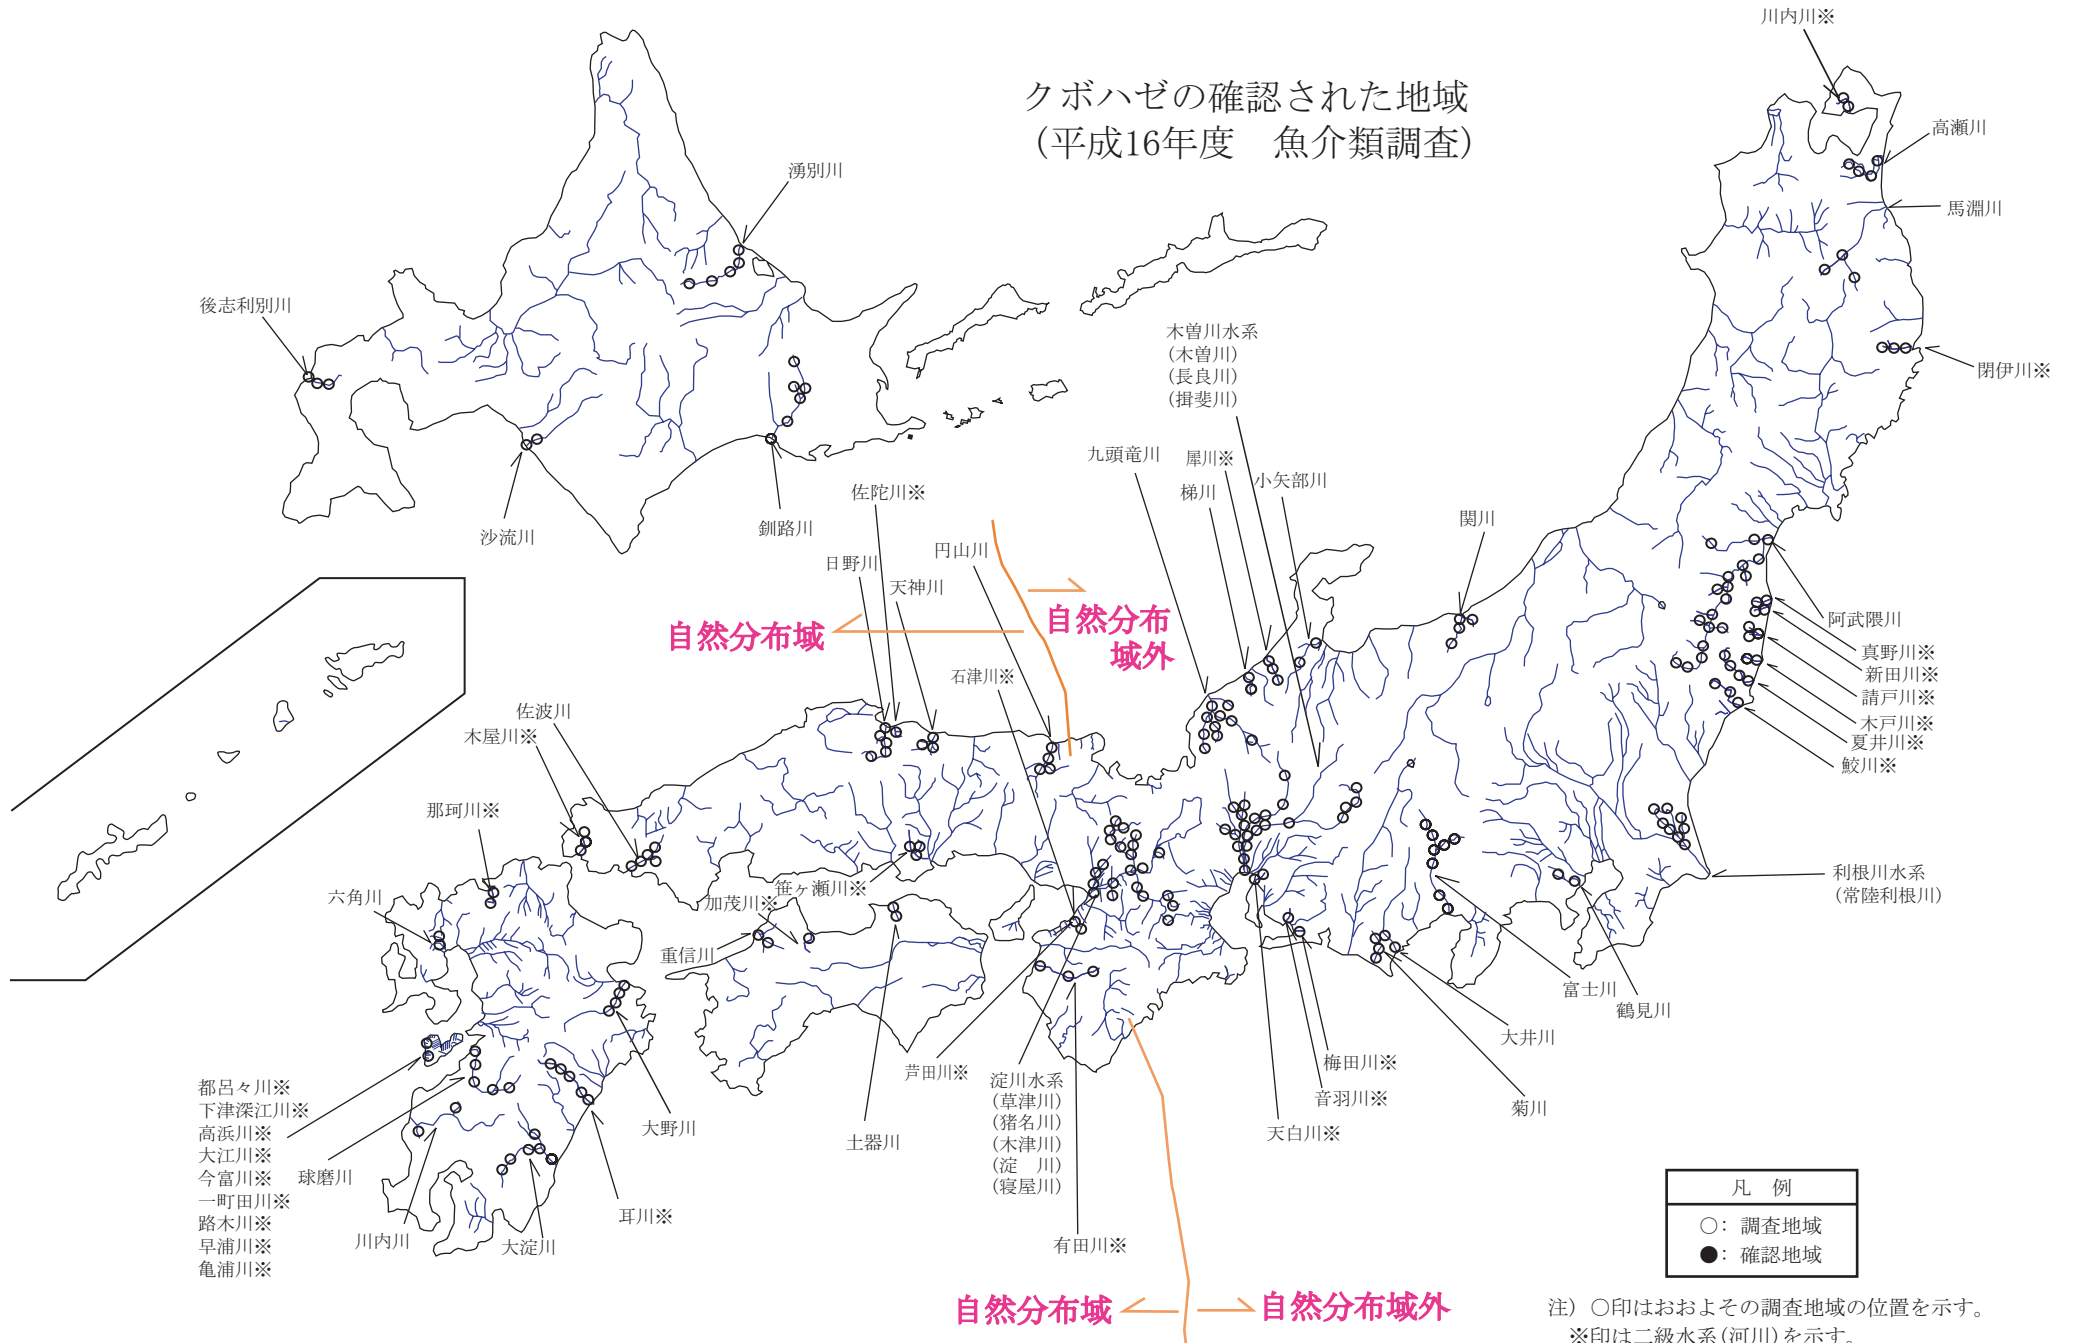 クボハゼの確認された地域
(平成16年度　魚介類調査)
川内川※
高瀬川
馬淵川
閉伊川※
湧別川
後志利別川
沙流川
釧路川
木曽川水系
(木曽川)
(長良川)
(揖斐川)
九頭竜川
犀川※
梯川
小矢部川
関川
佐陀川※
日野川
天神川
円山川
自然分布域
自然分布
域外
石津川※
阿武隈川
真野川※
新田川※
請戸川※
木戸川※
夏井川※
鮫川※
利根川水系
(常陸利根川)
佐波川
木屋川※
那珂川※
六角川
笹ヶ瀬川※
加茂川※
重信川
富士川
鶴見川
大井川
菊川
梅田川※
音羽川※
天白川※
芦田川※
淀川水系
(草津川)
(猪名川)
(木津川)
(淀　川)
(寝屋川)
有田川※
土器川
大野川
耳川※
大淀川
川内川
球磨川
都呂々川※
下津深江川※
高浜川※
大江川※
今富川※
一町田川※
路木川※
早浦川※
亀浦川※
自然分布域
自然分布域外
凡　例
○：調査地域
●：確認地域
注）○印はおおよその調査地域の位置を示す。
※印は二級水系(河川)を示す。